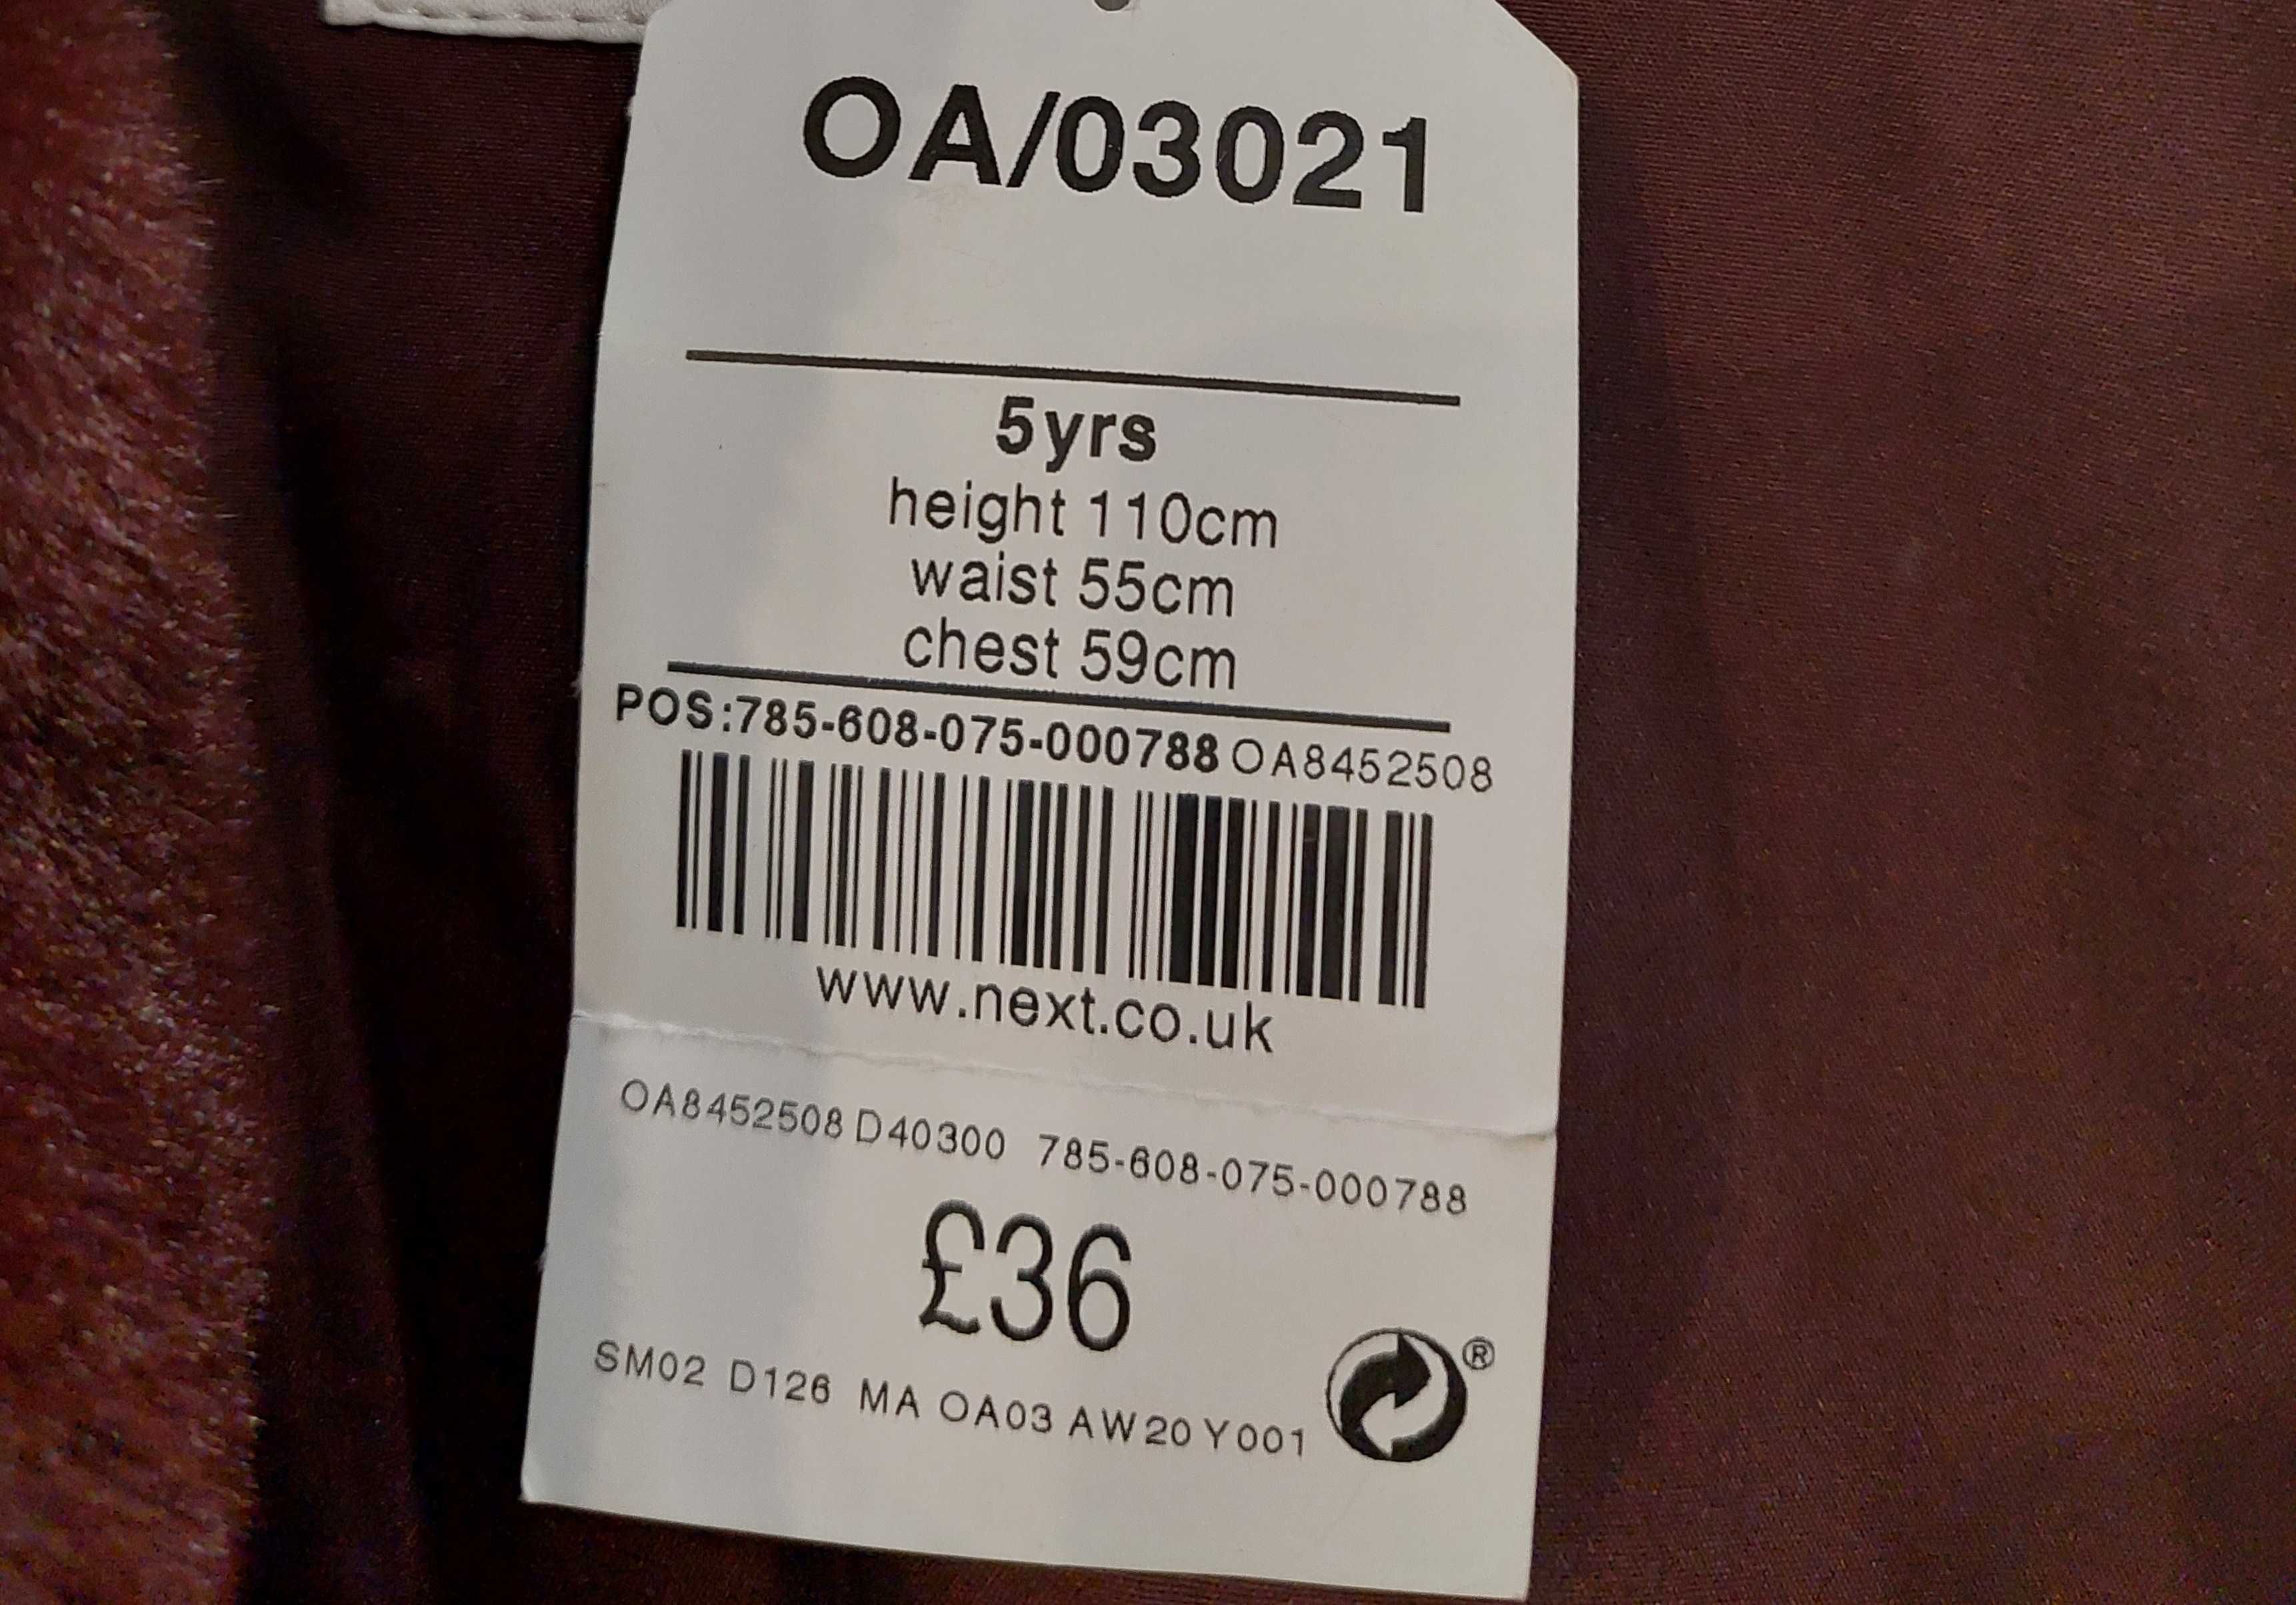 OA/03021
5yrs
height 110cm
waist 55cm
chest 59cm
POS:785-608-075-000788 OA8452508
www.next.co.uk
OA8452508 D40300 785-608-075-000788
£36
SM02 D126 MA OA03 AW20 Y001 ®